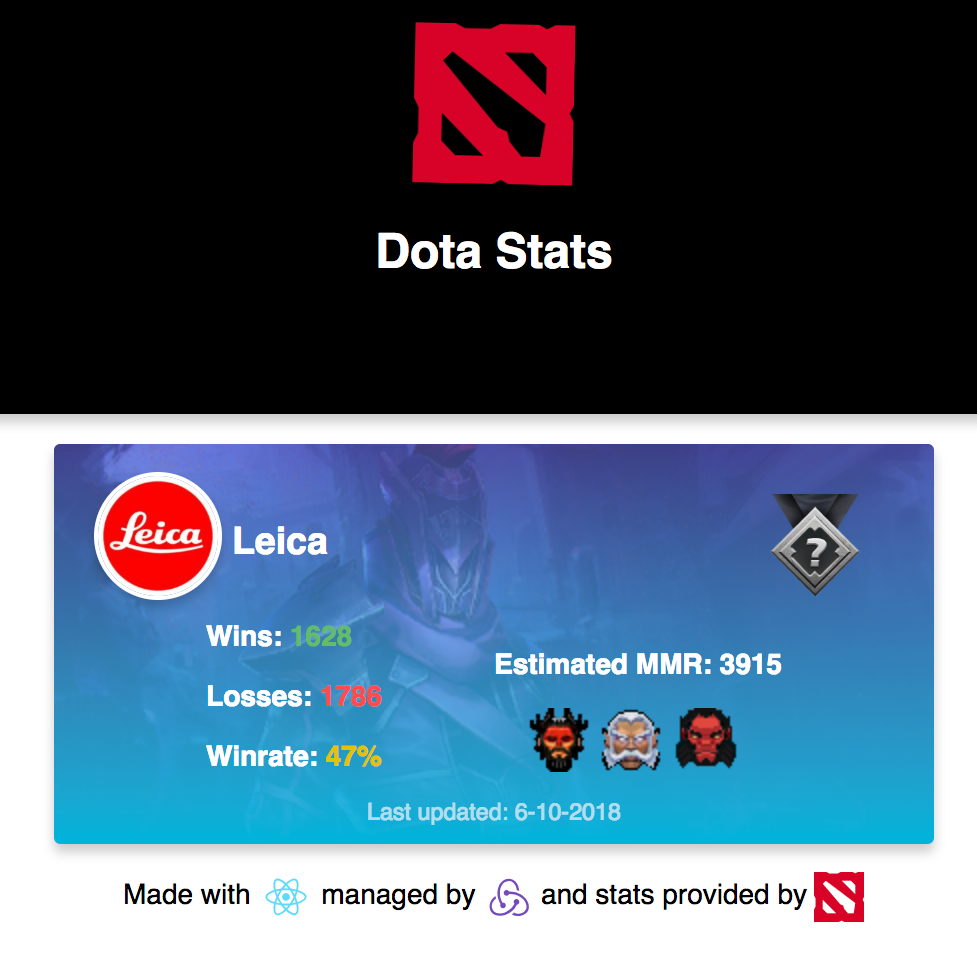 Dota Stats
Leica
Leica
?
Wins: 1628
Losses: 1786
Winrate: 47%
Estimated MMR: 3915
Last updated: 6-10-2018
Made with managed by and stats provided by